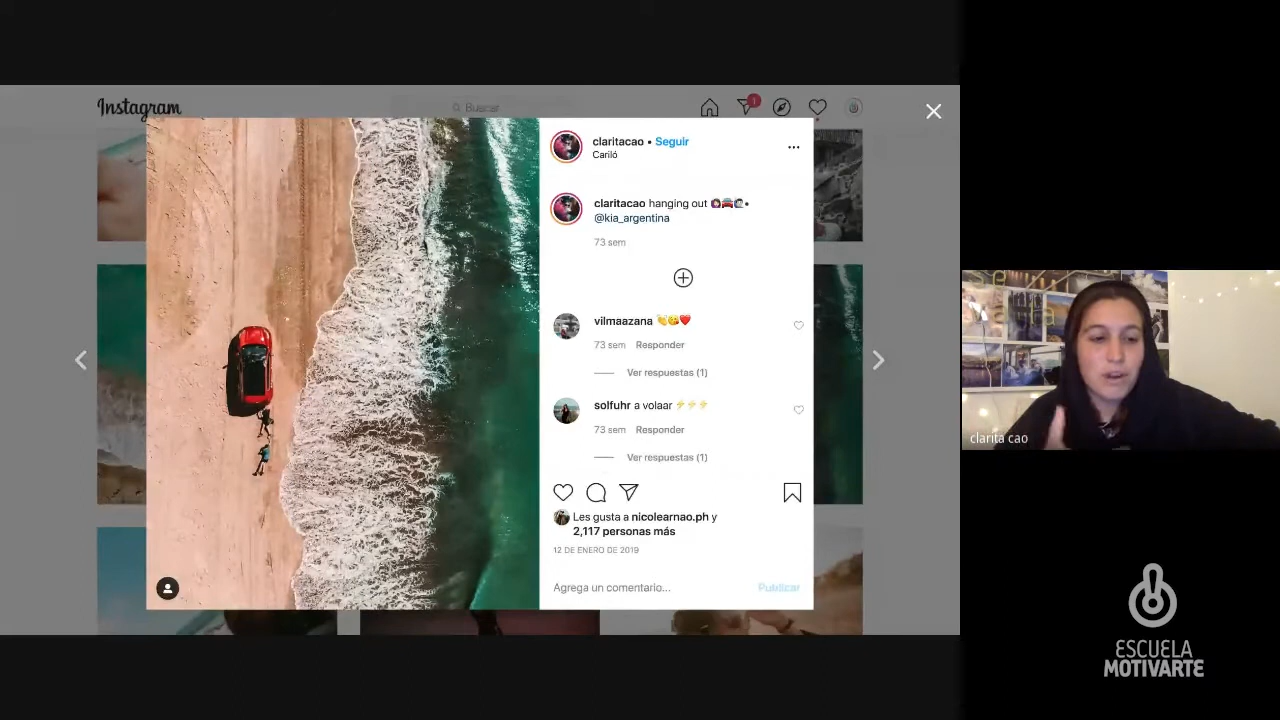 Instagram
Buscar
1
claritacao • Seguir
Cariló
claritacao hanging out 👩🏻🚘🙋🏻•
@kia_argentina
73 sem
vilmaazana 👏😘❤️
73 sem Responder
Ver respuestas (1)
solfuhr a volaar ⚡⚡⚡
73 sem Responder
Ver respuestas (1)
Les gusta a nicolearnao.ph y
2,117 personas más
12 DE ENERO DE 2019
Agrega un comentario... Publicar
clarita cao
ESCUELA
MOTIVARTE